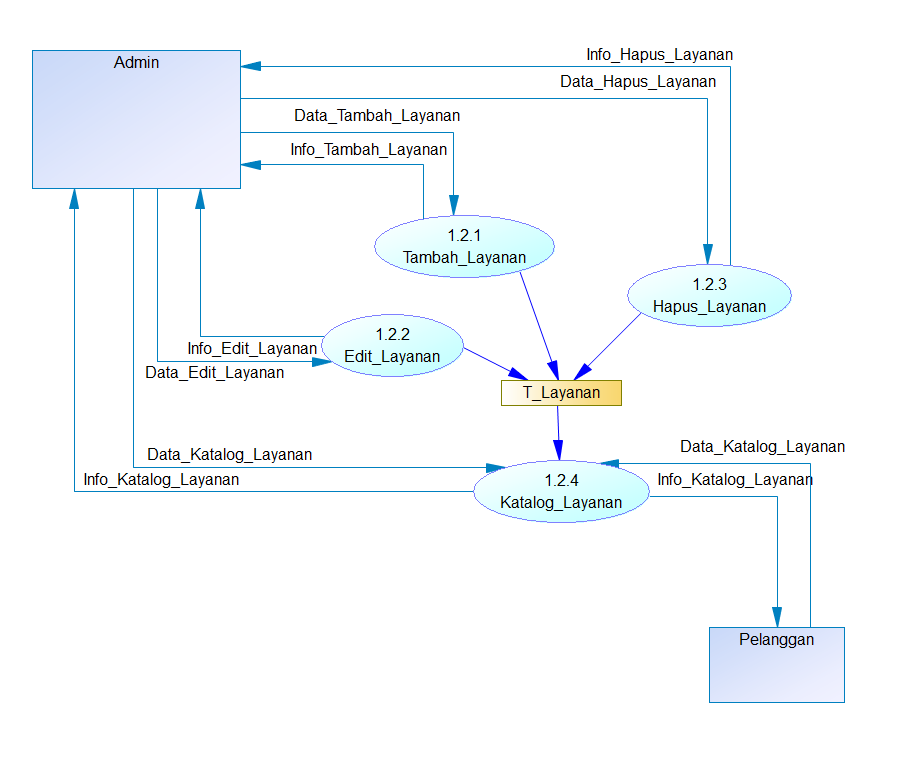 Admin
Info_Hapus_Layanan
Data_Hapus_Layanan
Data_Tambah_Layanan
Info_Tambah_Layanan
1.2.1
Tambah_Layanan
1.2.3
Hapus_Layanan
1.2.2
Edit_Layanan
Info_Edit_Layanan
Data_Edit_Layanan
T_Layanan
Data_Katalog_Layanan
Info_Katalog_Layanan
1.2.4
Katalog_Layanan
Data_Katalog_Layanan
Info_Katalog_Layanan
Pelanggan